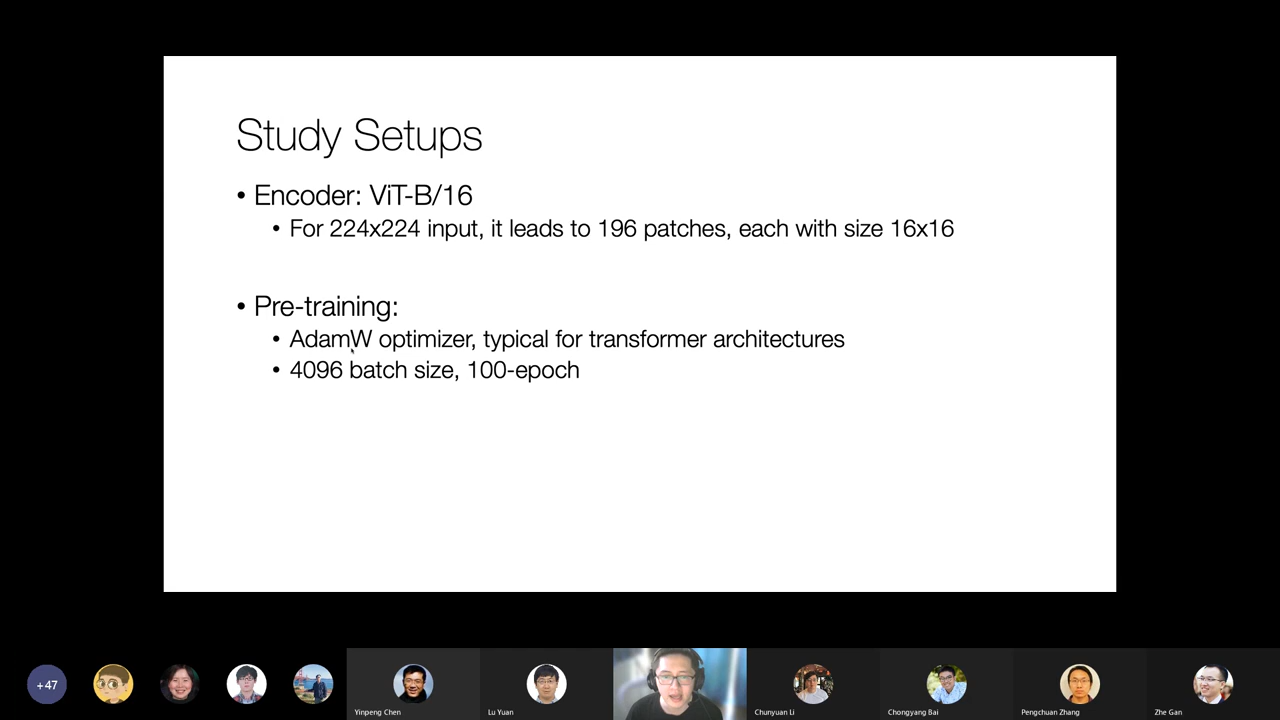 Study Setups
• Encoder: ViT-B/16
• For 224x224 input, it leads to 196 patches, each with size 16x16
• Pre-training:
• AdamW optimizer, typical for transformer architectures
• 4096 batch size, 100-epoch
+47
Yinpeng Chen
Lu Yuan
Chunyuan Li
Chongyang Bai
Pengchuan Zhang
Zhe Gan